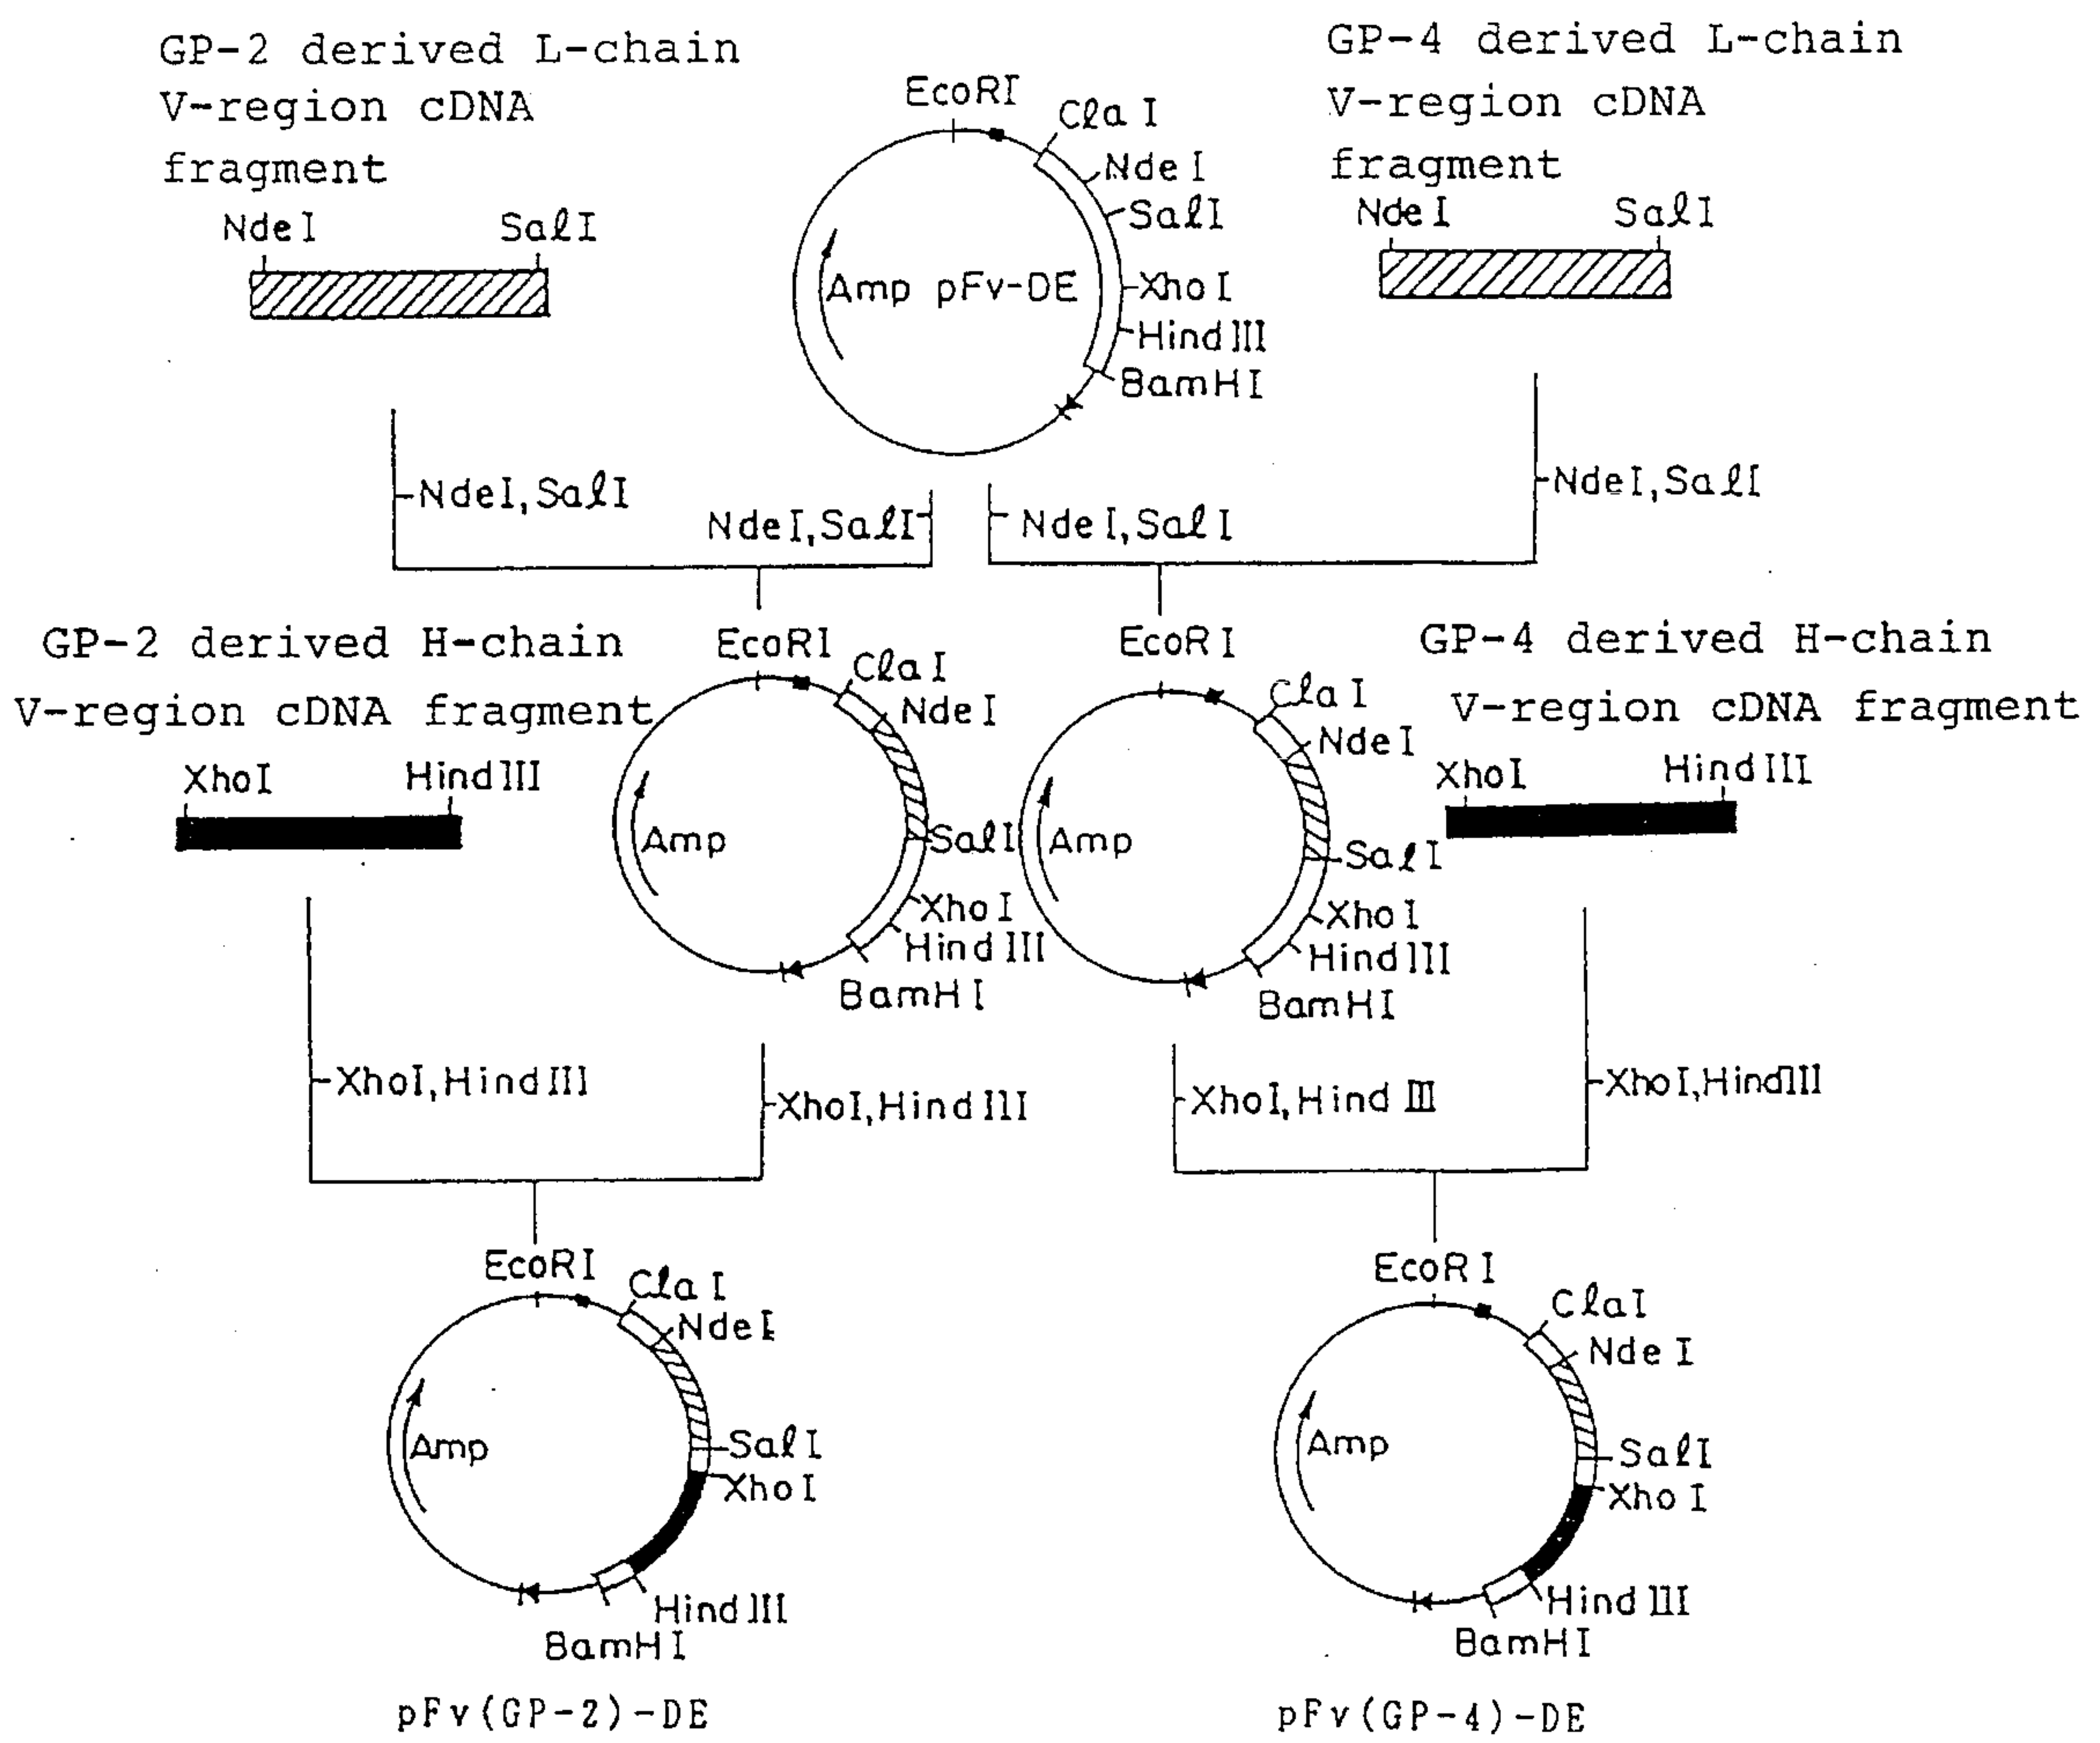 GP-2 derived L-chain
V-region cDNA
fragment
NdeI
SalI
EcoRI
ClaI
NdeI
SalI
XhoI
HindIII
BamHI
Amp pFv-DE
GP-4 derived L-chain
V-region cDNA
fragment
NdeI
SalI
NdeI,SalI
NdeI,SalI
NdeI,SalI
NdeI,SalI
GP-2 derived H-chain
V-region cDNA fragment
XhoI
HindIII
EcoRI
ClaI
NdeI
SalI
XhoI
HindIII
BamHI
Amp
EcoRI
ClaI
NdeI
SalI
XhoI
HindIII
BamHI
Amp
GP-4 derived H-chain
V-region cDNA fragment
XhoI
HindIII
XhoI,HindIII
XhoI,HindIII
XhoI,HindIII
XhoI,HindIII
EcoRI
ClaI
NdeI
SalI
XhoI
HindIII
BamHI
Amp
pFv(GP-2)-DE
EcoRI
ClaI
NdeI
SalI
XhoI
HindIII
BamHI
Amp
pFv(GP-4)-DE